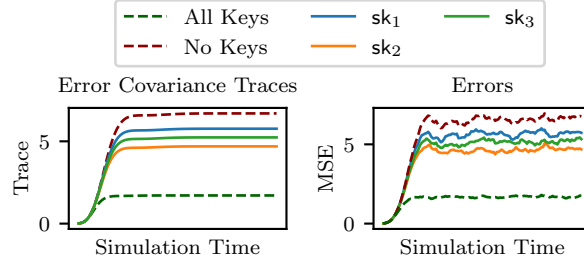 All Keys sk₁ sk₃
No Keys sk₂
Error Covariance Traces
Errors
Trace
5
0
Simulation Time
MSE
5
0
Simulation Time